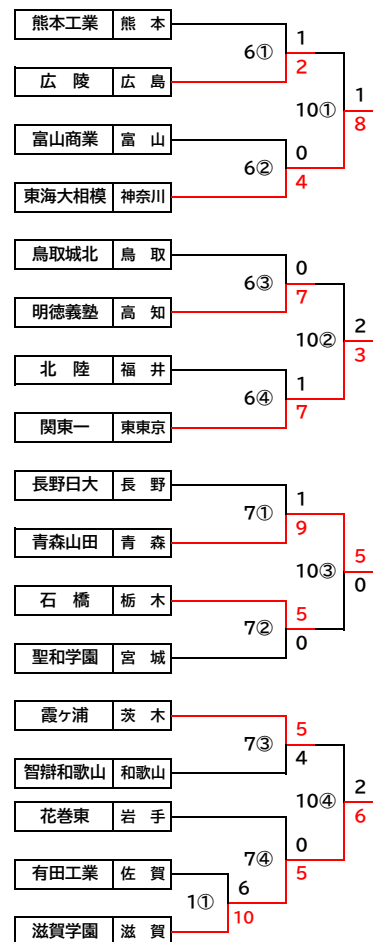 熊本工業 熊 本
1
6①
2
広 陵 広 島
1
10①
8
富山商業 富 山
0
6②
4
東海大相模 神奈川
鳥取城北 鳥 取
0
6③
7
明徳義塾 高 知
2
10②
3
北 陸 福 井
1
6④
7
関東一 東東京
長野日大 長 野
1
7①
9
青森山田 青 森
5
10③
0
石 橋 栃 木
5
7②
0
聖和学園 宮 城
霞ヶ浦 茨 木
5
7③
4
智辯和歌山 和歌山
2
10④
6
花巻東 岩 手
0
7④
5
有田工業 佐 賀
6
1①
10
滋賀学園 滋 賀